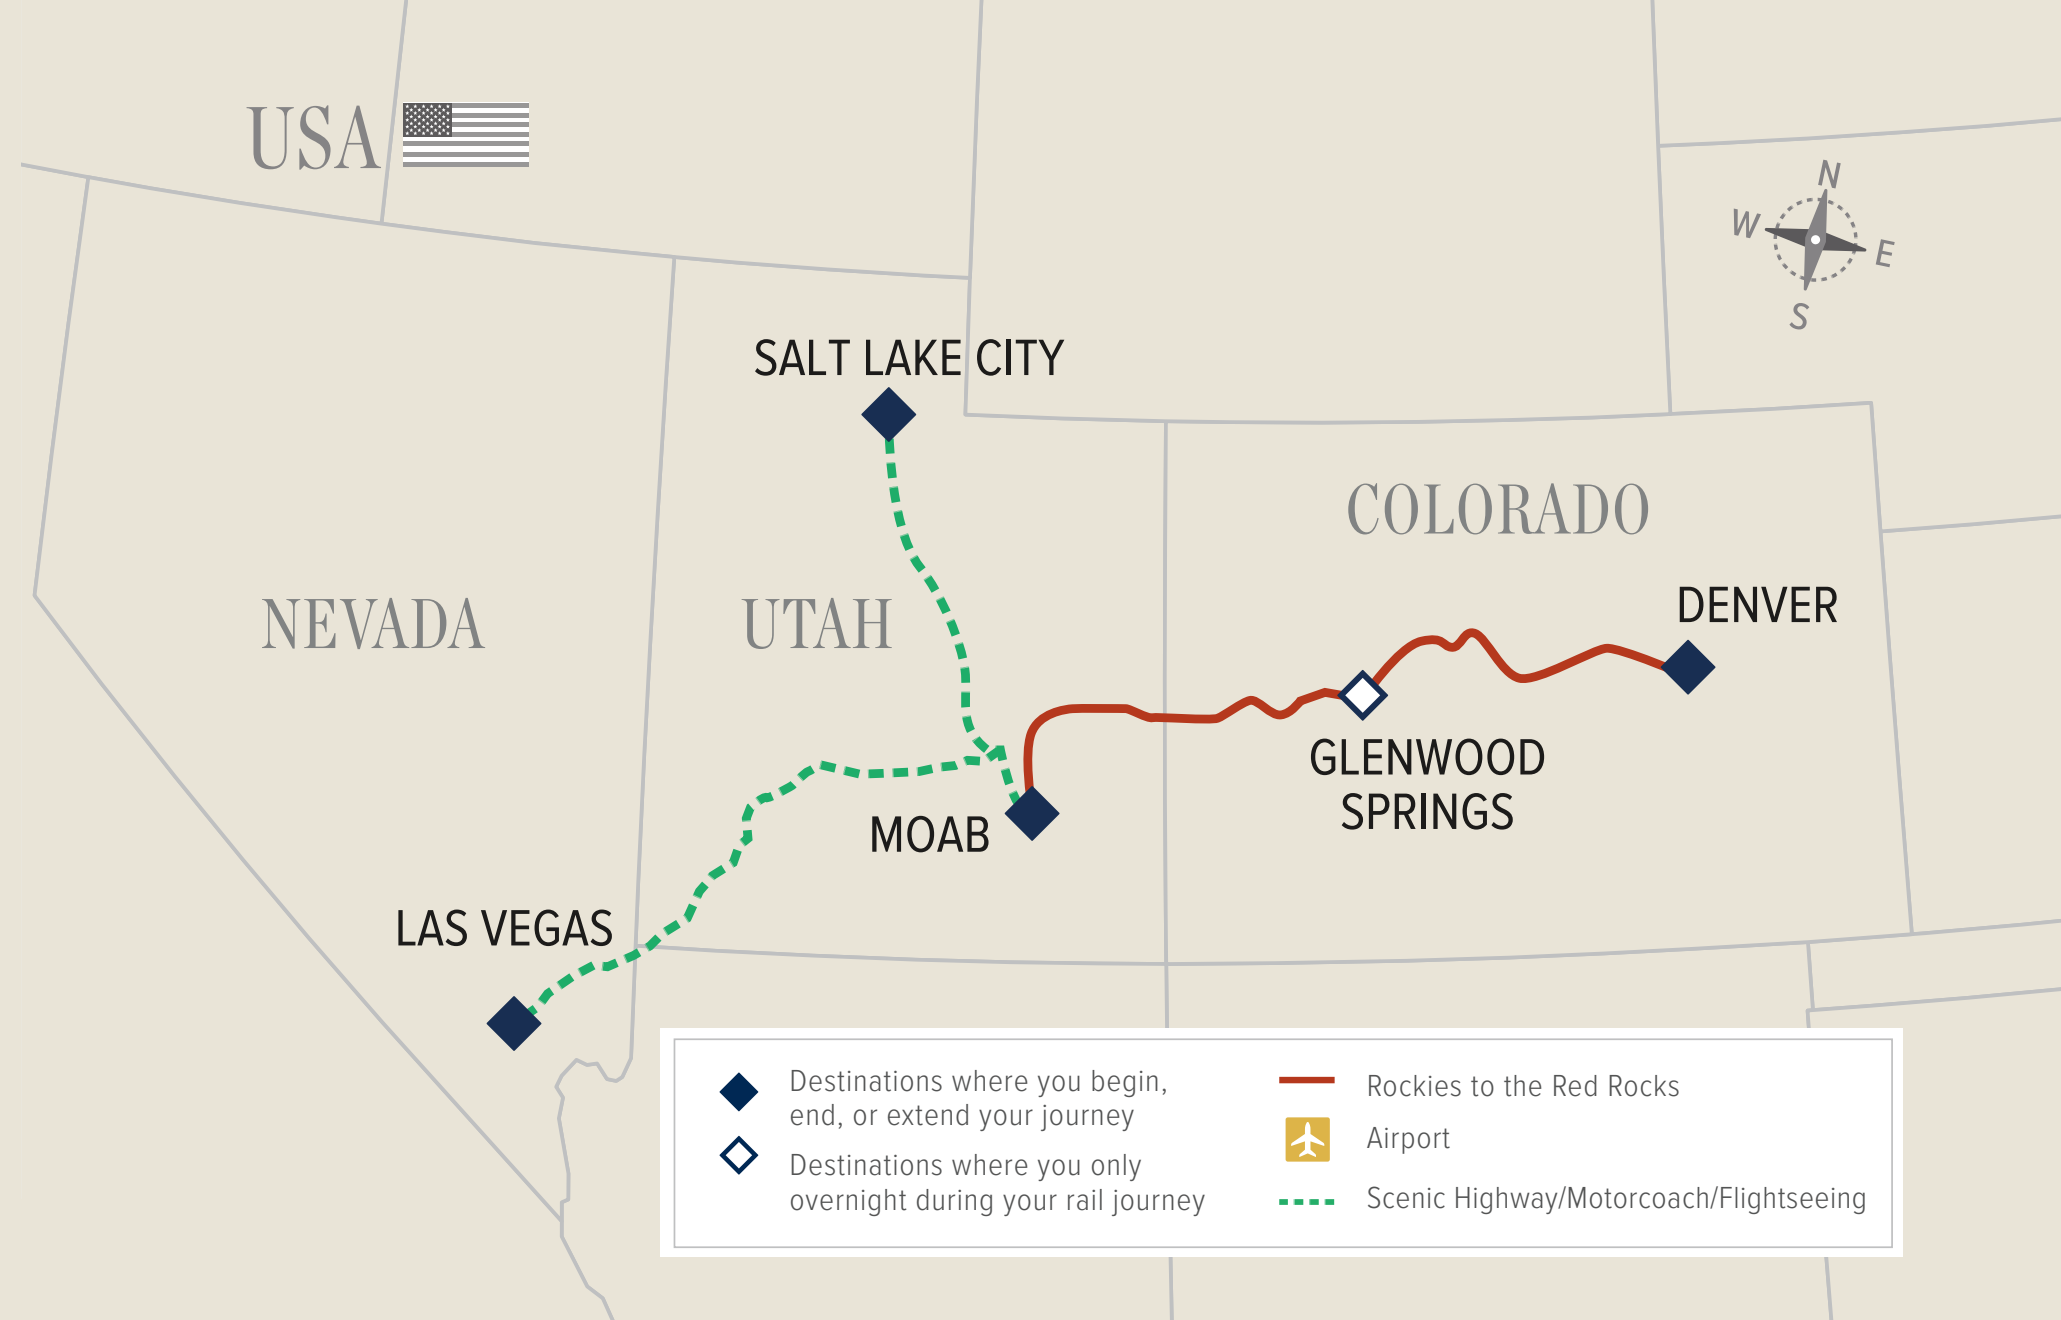 USA
N
W
E
S
SALT LAKE CITY
COLORADO
NEVADA
UTAH
DENVER
GLENWOOD
SPRINGS
MOAB
LAS VEGAS
Destinations where you begin,
end, or extend your journey
Destinations where you only
overnight during your rail journey
Rockies to the Red Rocks
Airport
Scenic Highway/Motorcoach/Flightseeing